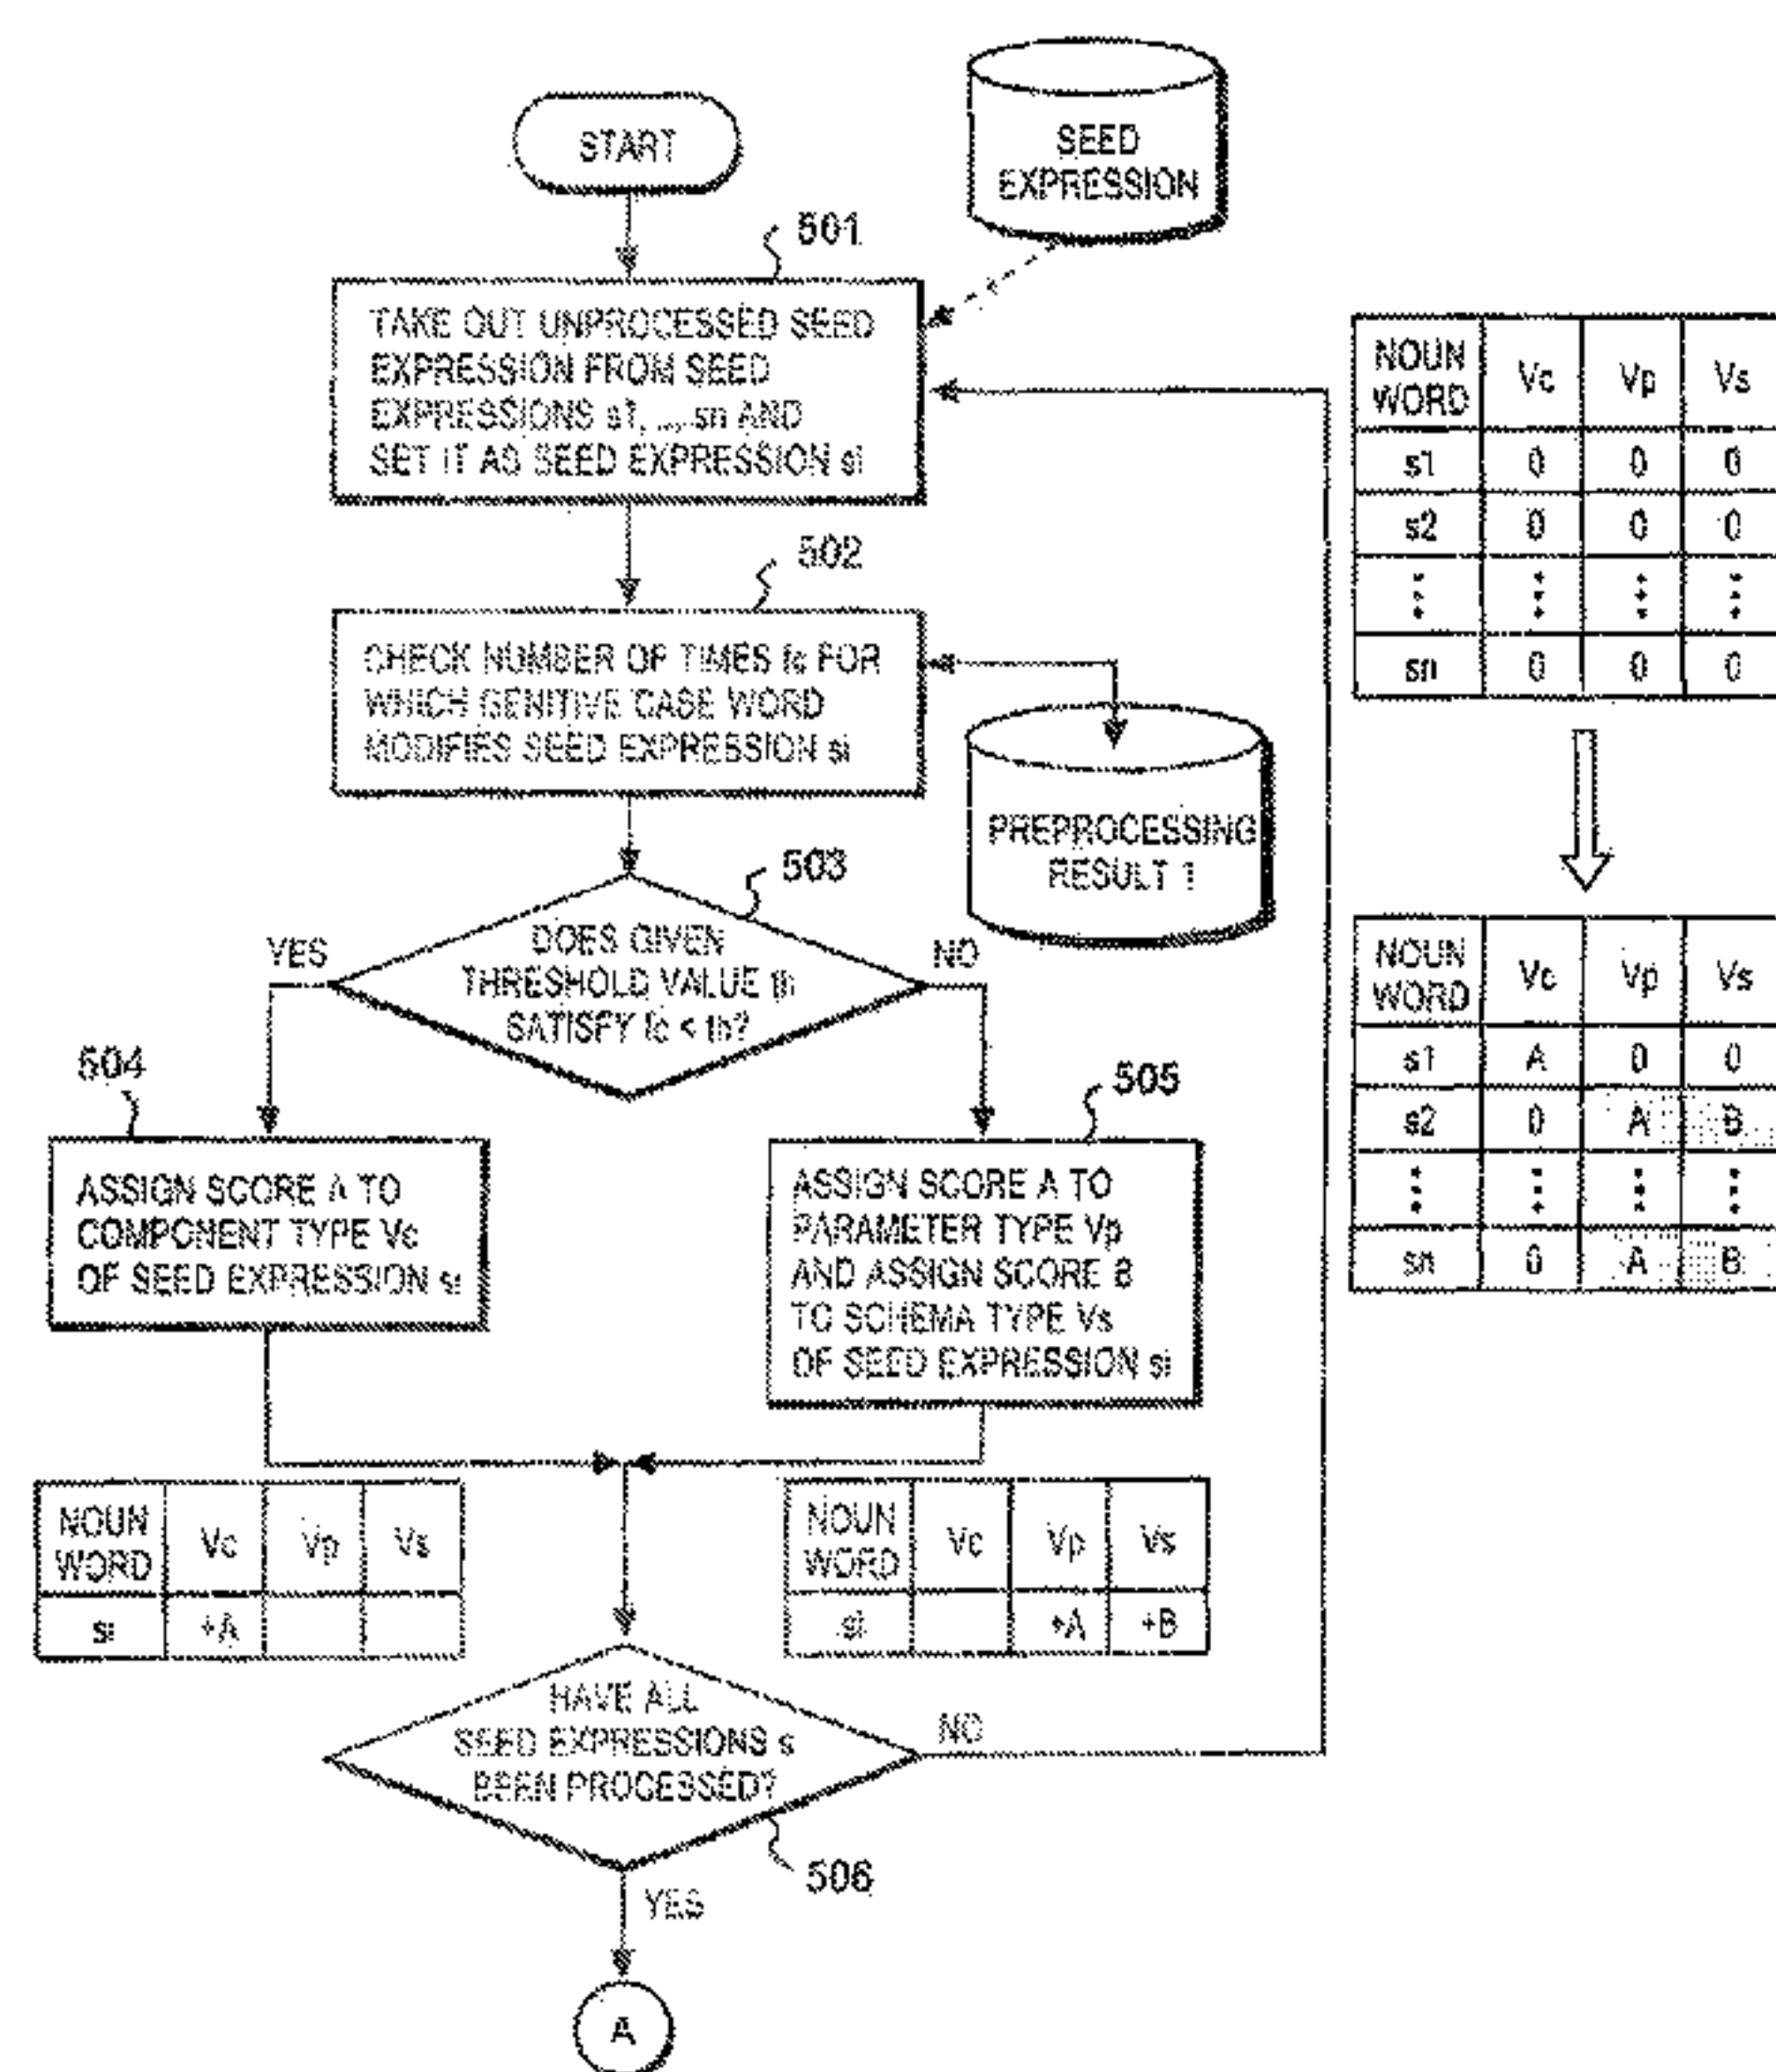 START
SEED
EXPRESSION
501
TAKE OUT UNPROCESSED SEED
EXPRESSION FROM SEED
EXPRESSIONS s1, ..., sn AND
SET IT AS SEED EXPRESSION si
502
CHECK NUMBER OF TIMES fc FOR
WHICH GENITIVE CASE WORD
MODIFIES SEED EXPRESSION si
PREPROCESSING
RESULT 1
503
DOES GIVEN
THRESHOLD VALUE th
SATISFY fc < th?
YES
NO
504
ASSIGN SCORE A TO
COMPONENT TYPE Vc
OF SEED EXPRESSION si
505
ASSIGN SCORE A TO
PARAMETER TYPE Vp
AND ASSIGN SCORE B
TO SCHEMA TYPE Vs
OF SEED EXPRESSION si
NOUN WORD Vc Vp Vs
si +A
NOUN WORD Vc Vp Vs
si +A +B
HAVE ALL
SEED EXPRESSIONS s
BEEN PROCESSED?
NO
506
YES
A
NOUN WORD Vc Vp Vs
s1 0 0 0
s2 0 0 0
sn 0 0 0
NOUN WORD Vc Vp Vs
s1 A 0 0
s2 0 A B
sn 0 A B